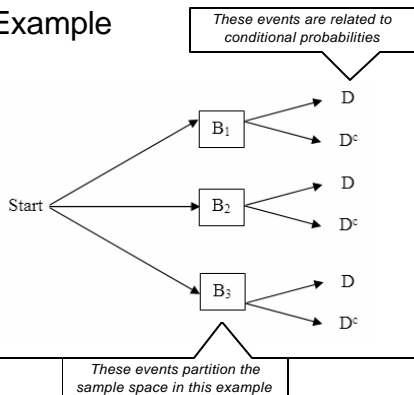 Example
These events are related to
conditional probabilities
D
B₁
Dᶜ
D
Start
B₂
Dᶜ
D
B₃
Dᶜ
These events partition the
sample space in this example